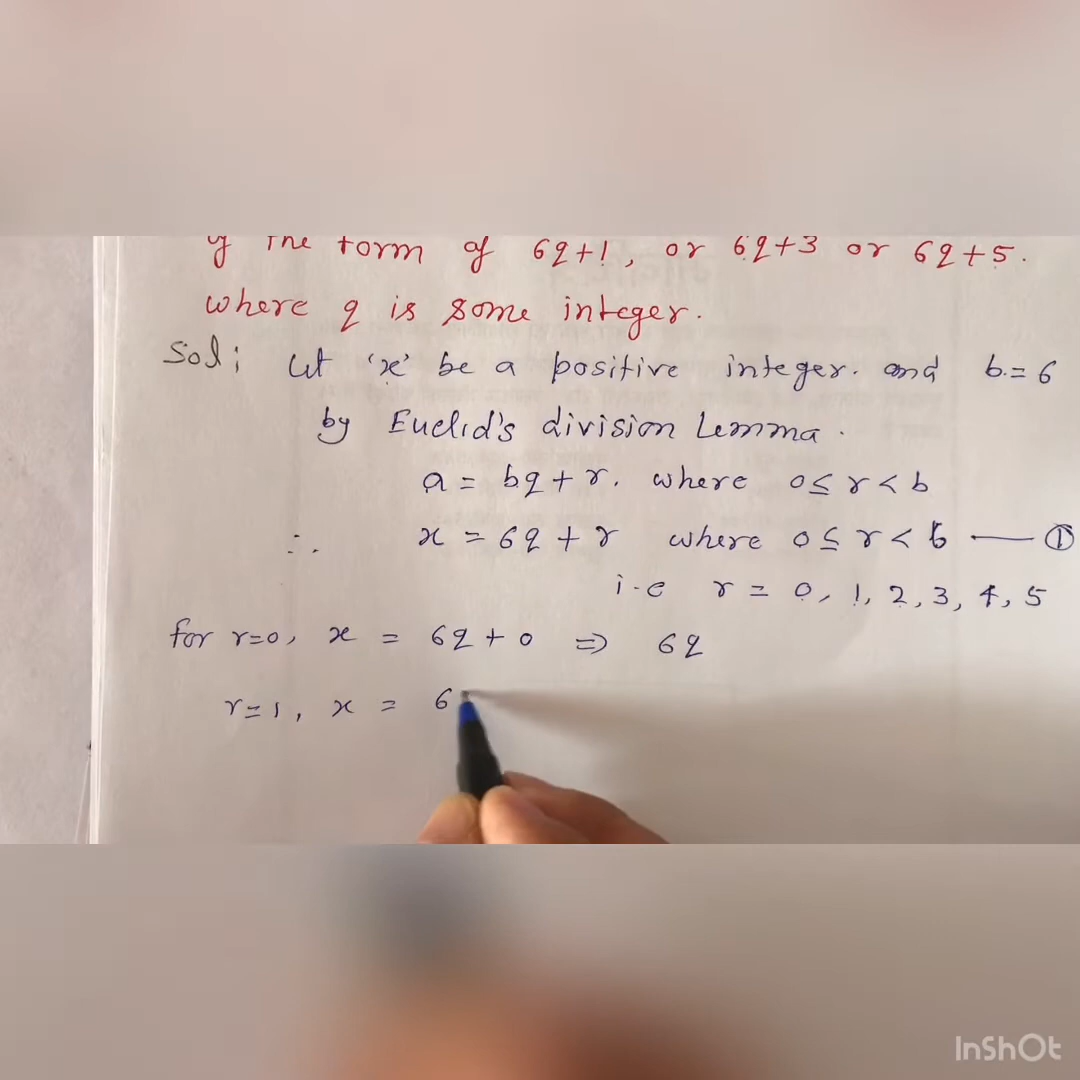 of the form of 6q+1, or 6q+3 or 6q+5.
where q is some integer.
Sol; Let 'x' be a positive integer. and b = 6
by Euclid's division Lemma.
a = bq + r. where 0 ≤ r < b
∴ x = 6q + r where 0 ≤ r < 6 —— ①
i.e r = 0, 1, 2, 3, 4, 5
for r=0, x = 6q + 0 ⇒ 6q
r=1, x = 6
InShOt